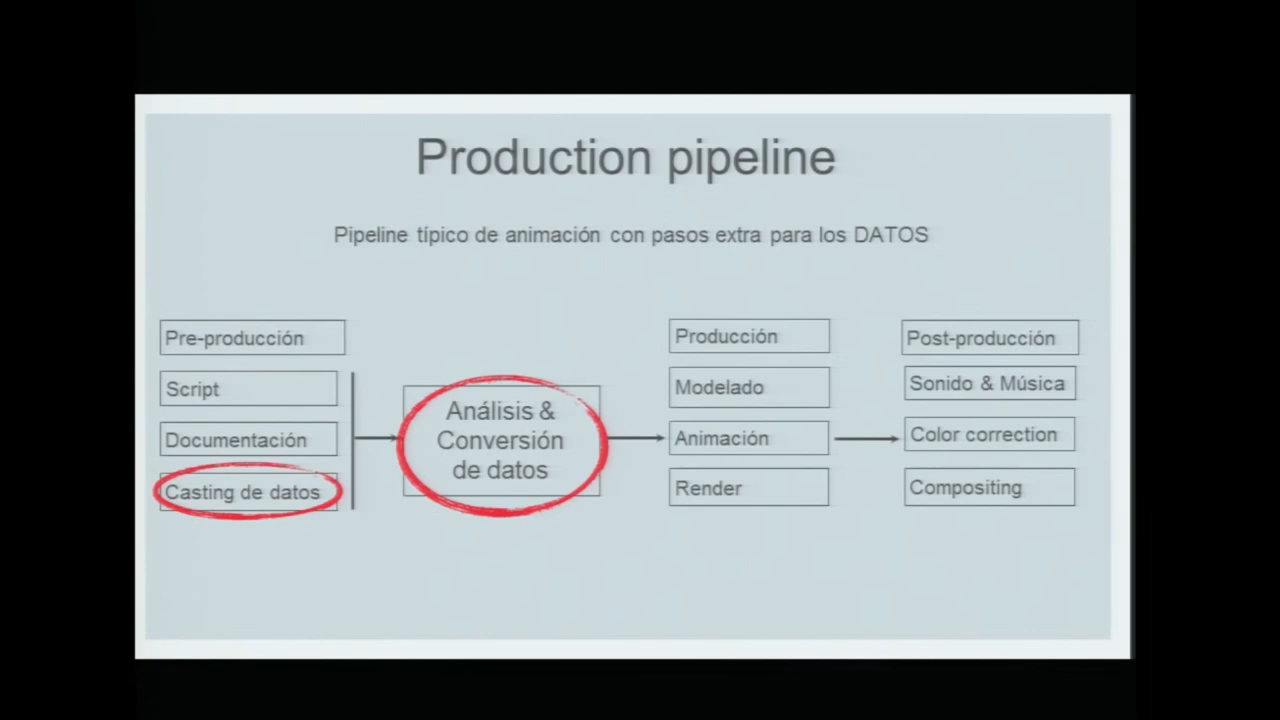 Production pipeline
Pipeline típico de animación con pasos extra para los DATOS
Pre-producción
Script
Documentación
Casting de datos
Análisis &
Conversión
de datos
Producción
Modelado
Animación
Render
Post-producción
Sonido & Música
Color correction
Compositing